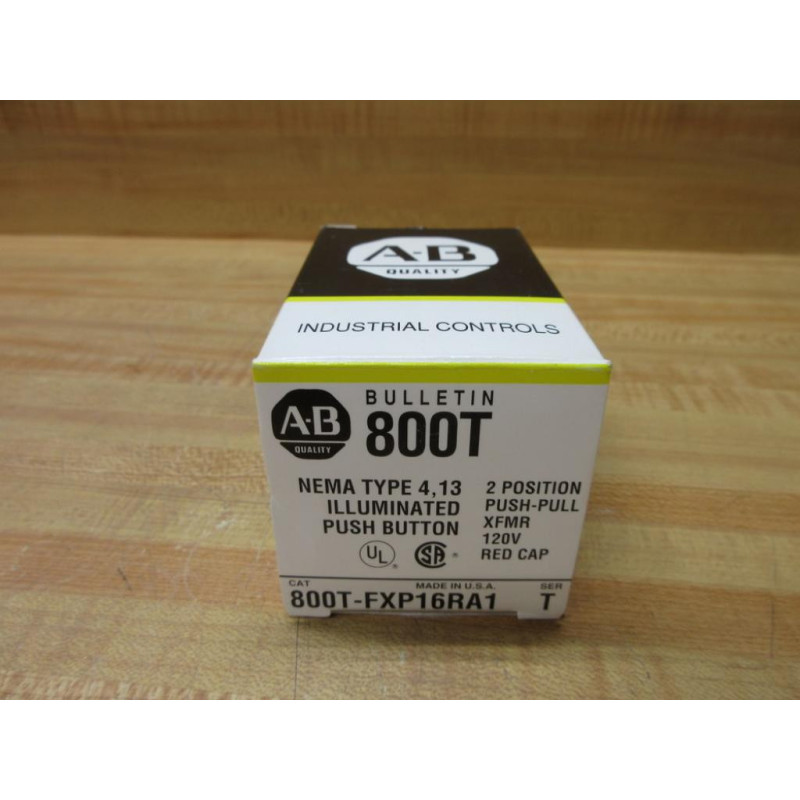 A-B
QUALITY
INDUSTRIAL CONTROLS
A-B
QUALITY
BULLETIN
800T
NEMA TYPE 4,13
ILLUMINATED
PUSH BUTTON
2 POSITION
PUSH-PULL
XFMR
120V
RED CAP
UL ®
SA ®
CAT
MADE IN U.S.A.
SER
800T-FXP16RA1
T